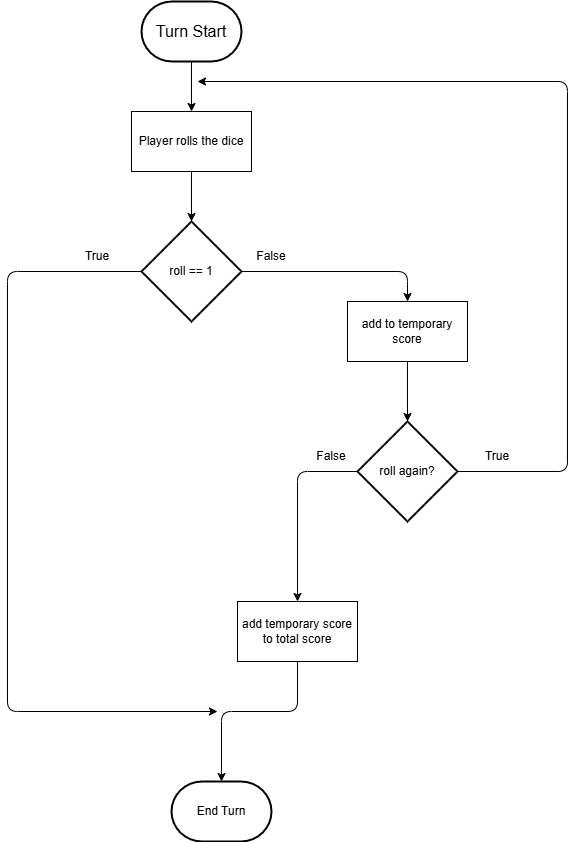 Turn Start
Player rolls the dice
True
roll == 1
False
add to temporary
score
False
roll again?
True
add temporary score
to total score
End Turn